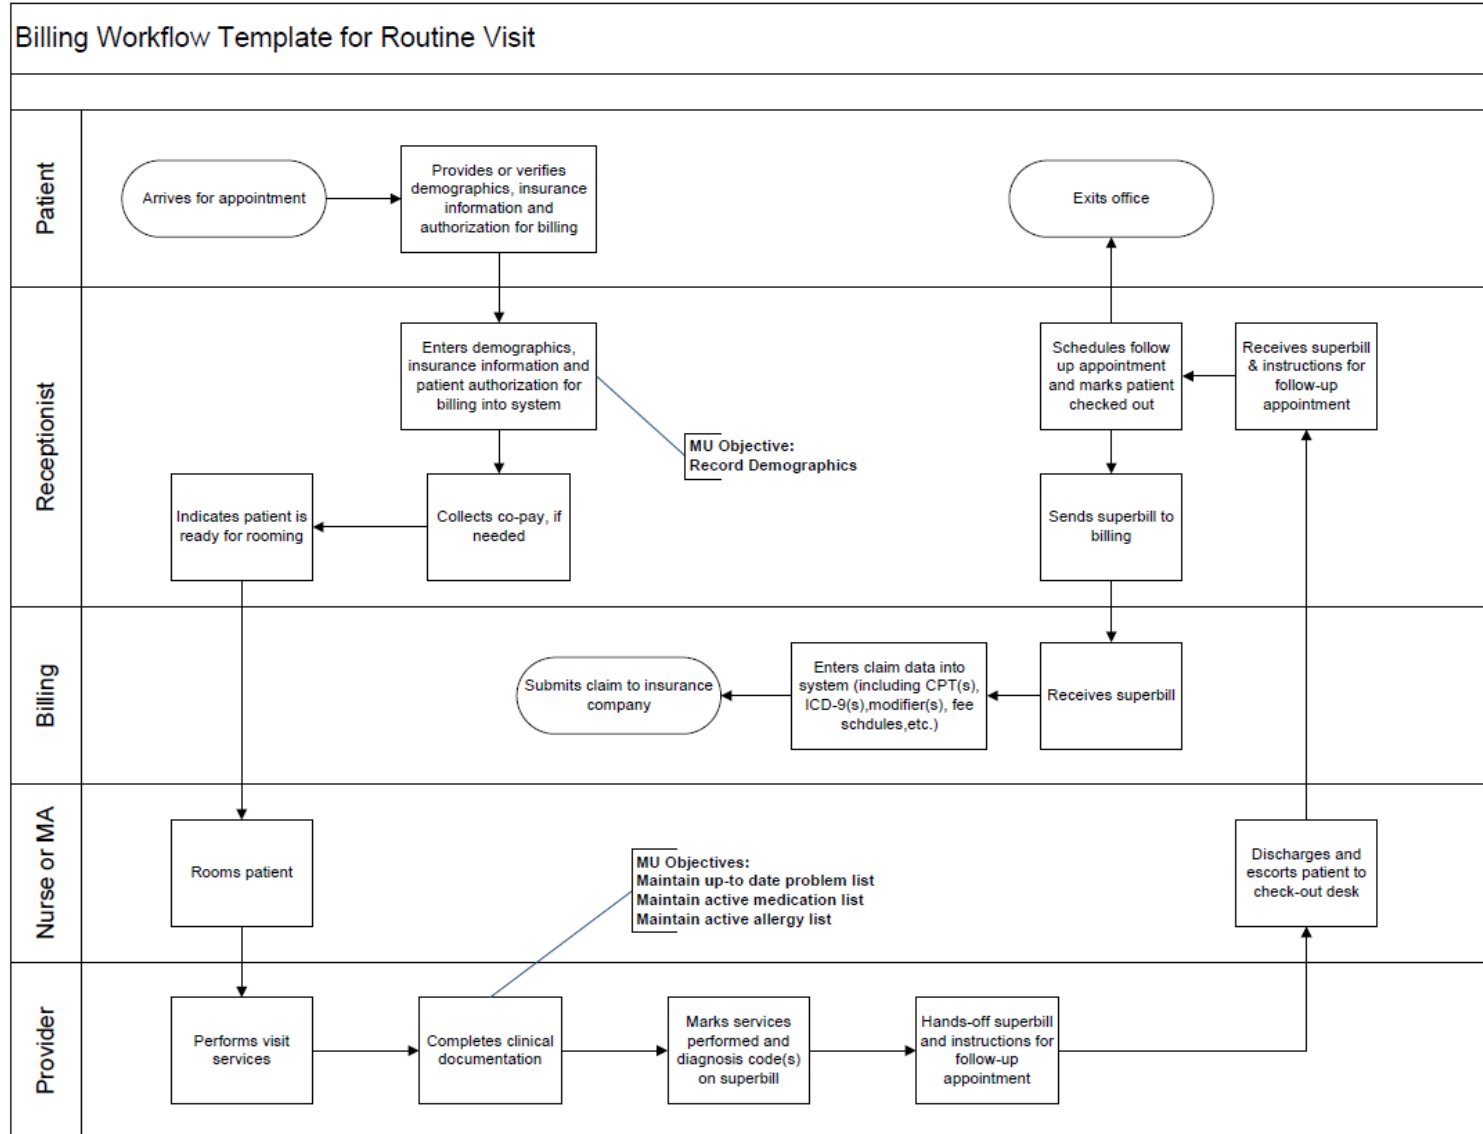 Billing Workflow Template for Routine Visit
Patient
Arrives for appointment
Provides or verifies
demographics, insurance
information and
authorization for billing
Exits office
Receptionist
Enters demographics,
insurance information and
patient authorization for
billing into system
Schedules follow
up appointment
and marks patient
checked out
Receives superbill
& instructions for
follow-up
appointment
MU Objective:
Record Demographics
Indicates patient is
ready for rooming
Collects co-pay, if
needed
Sends superbill to
billing
Billing
Submits claim to insurance
company
Enters claim data into
system (including CPT(s),
ICD-9(s),modifier(s), fee
schdules,etc.)
Receives superbill
Nurse or MA
Rooms patient
MU Objectives:
Maintain up-to date problem list
Maintain active medication list
Maintain active allergy list
Discharges and
escorts patient to
check-out desk
Provider
Performs visit
services
Completes clinical
documentation
Marks services
performed and
diagnosis code(s)
on superbill
Hands-off superbill
and instructions for
follow-up
appointment